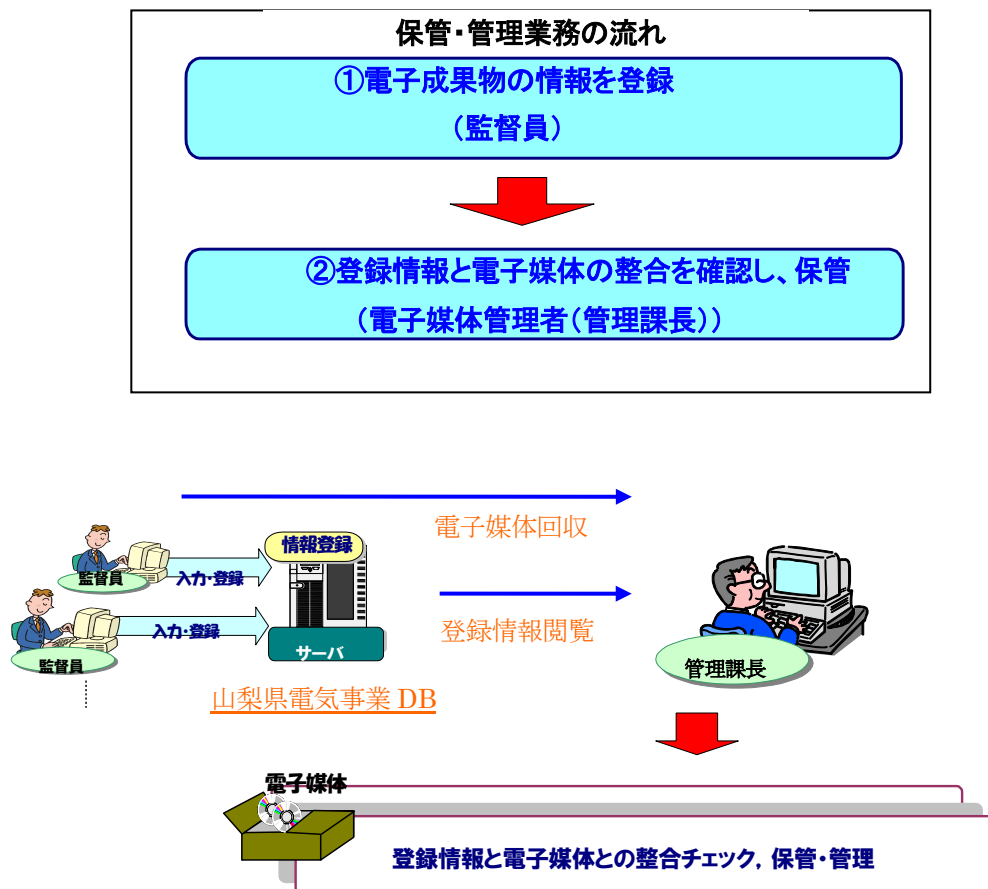 保管・管理業務の流れ
①電子成果物の情報を登録
（監督員）
②登録情報と電子媒体の整合を確認し、保管
（電子媒体管理者（管理課長））
電子媒体回収
情報登録
監督員
入力・登録
登録情報閲覧
監督員
入力・登録
サーバ
管理課長
山梨県電気事業 DB
電子媒体
登録情報と電子媒体との整合チェック，保管・管理